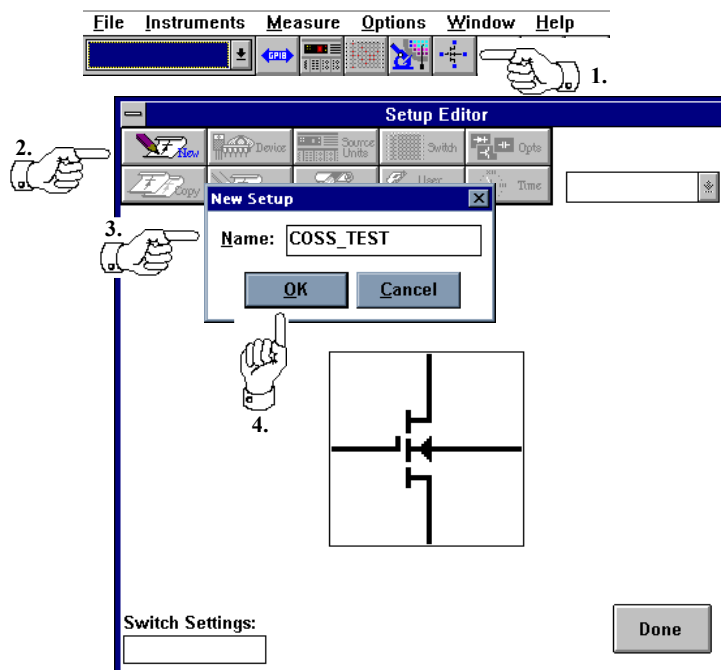 File Instruments Measure Options Window Help
GPIB
1.
Setup Editor
2.
New Device Source Units Switch Opts
Copy User Time
New Setup
3.
Name: COSS_TEST
OK Cancel
4.
Switch Settings:
Done